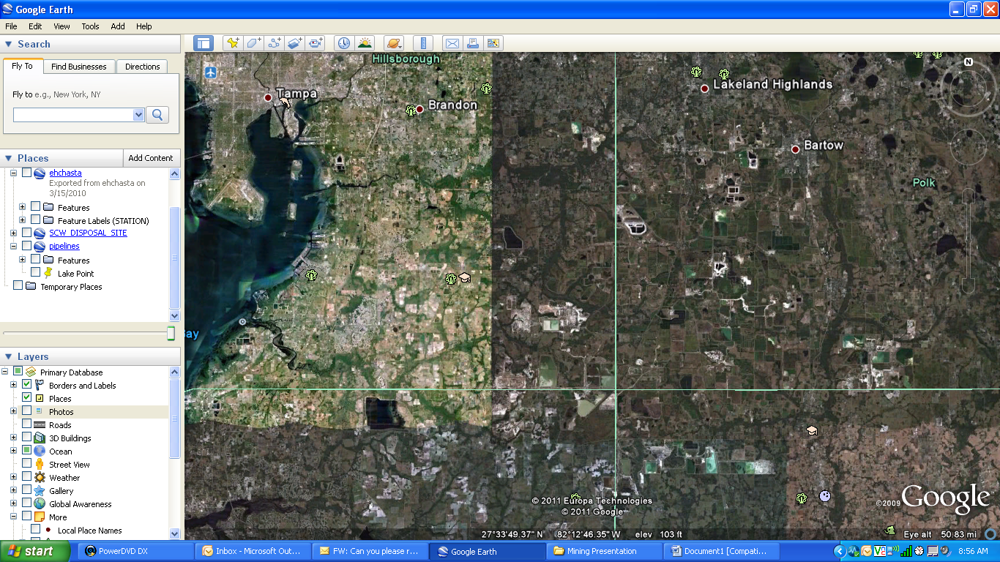 Google Earth
File Edit View Tools Add Help
Search
Fly To Find Businesses Directions
Fly to e.g., New York, NY
Places Add Content
ehchasta
Exported from ehchasta on
3/15/2010
Features
Feature Labels (STATION)
SCW_DISPOSAL_SITE
pipelines
Features
Lake Point
Temporary Places
Layers
Primary Database
Borders and Labels
Places
Photos
Roads
3D Buildings
Ocean
Street View
Weather
Gallery
Global Awareness
More
Local Place Names
Hillsborough
N
Tampa
Lakeland Highlands
Brandon
Bartow
Polk
Bay
© 2011 Europa Technologies
© 2011 Google
©2009 Google
27°33'49.37" N 82°12'46.35" W elev 103 ft
Eye alt 50.83 mi
start
PowerDVD DX
Inbox - Microsoft Out...
FW: Can you please r...
Google Earth
Mining Presentation
Document1 [Compati...
8:56 AM